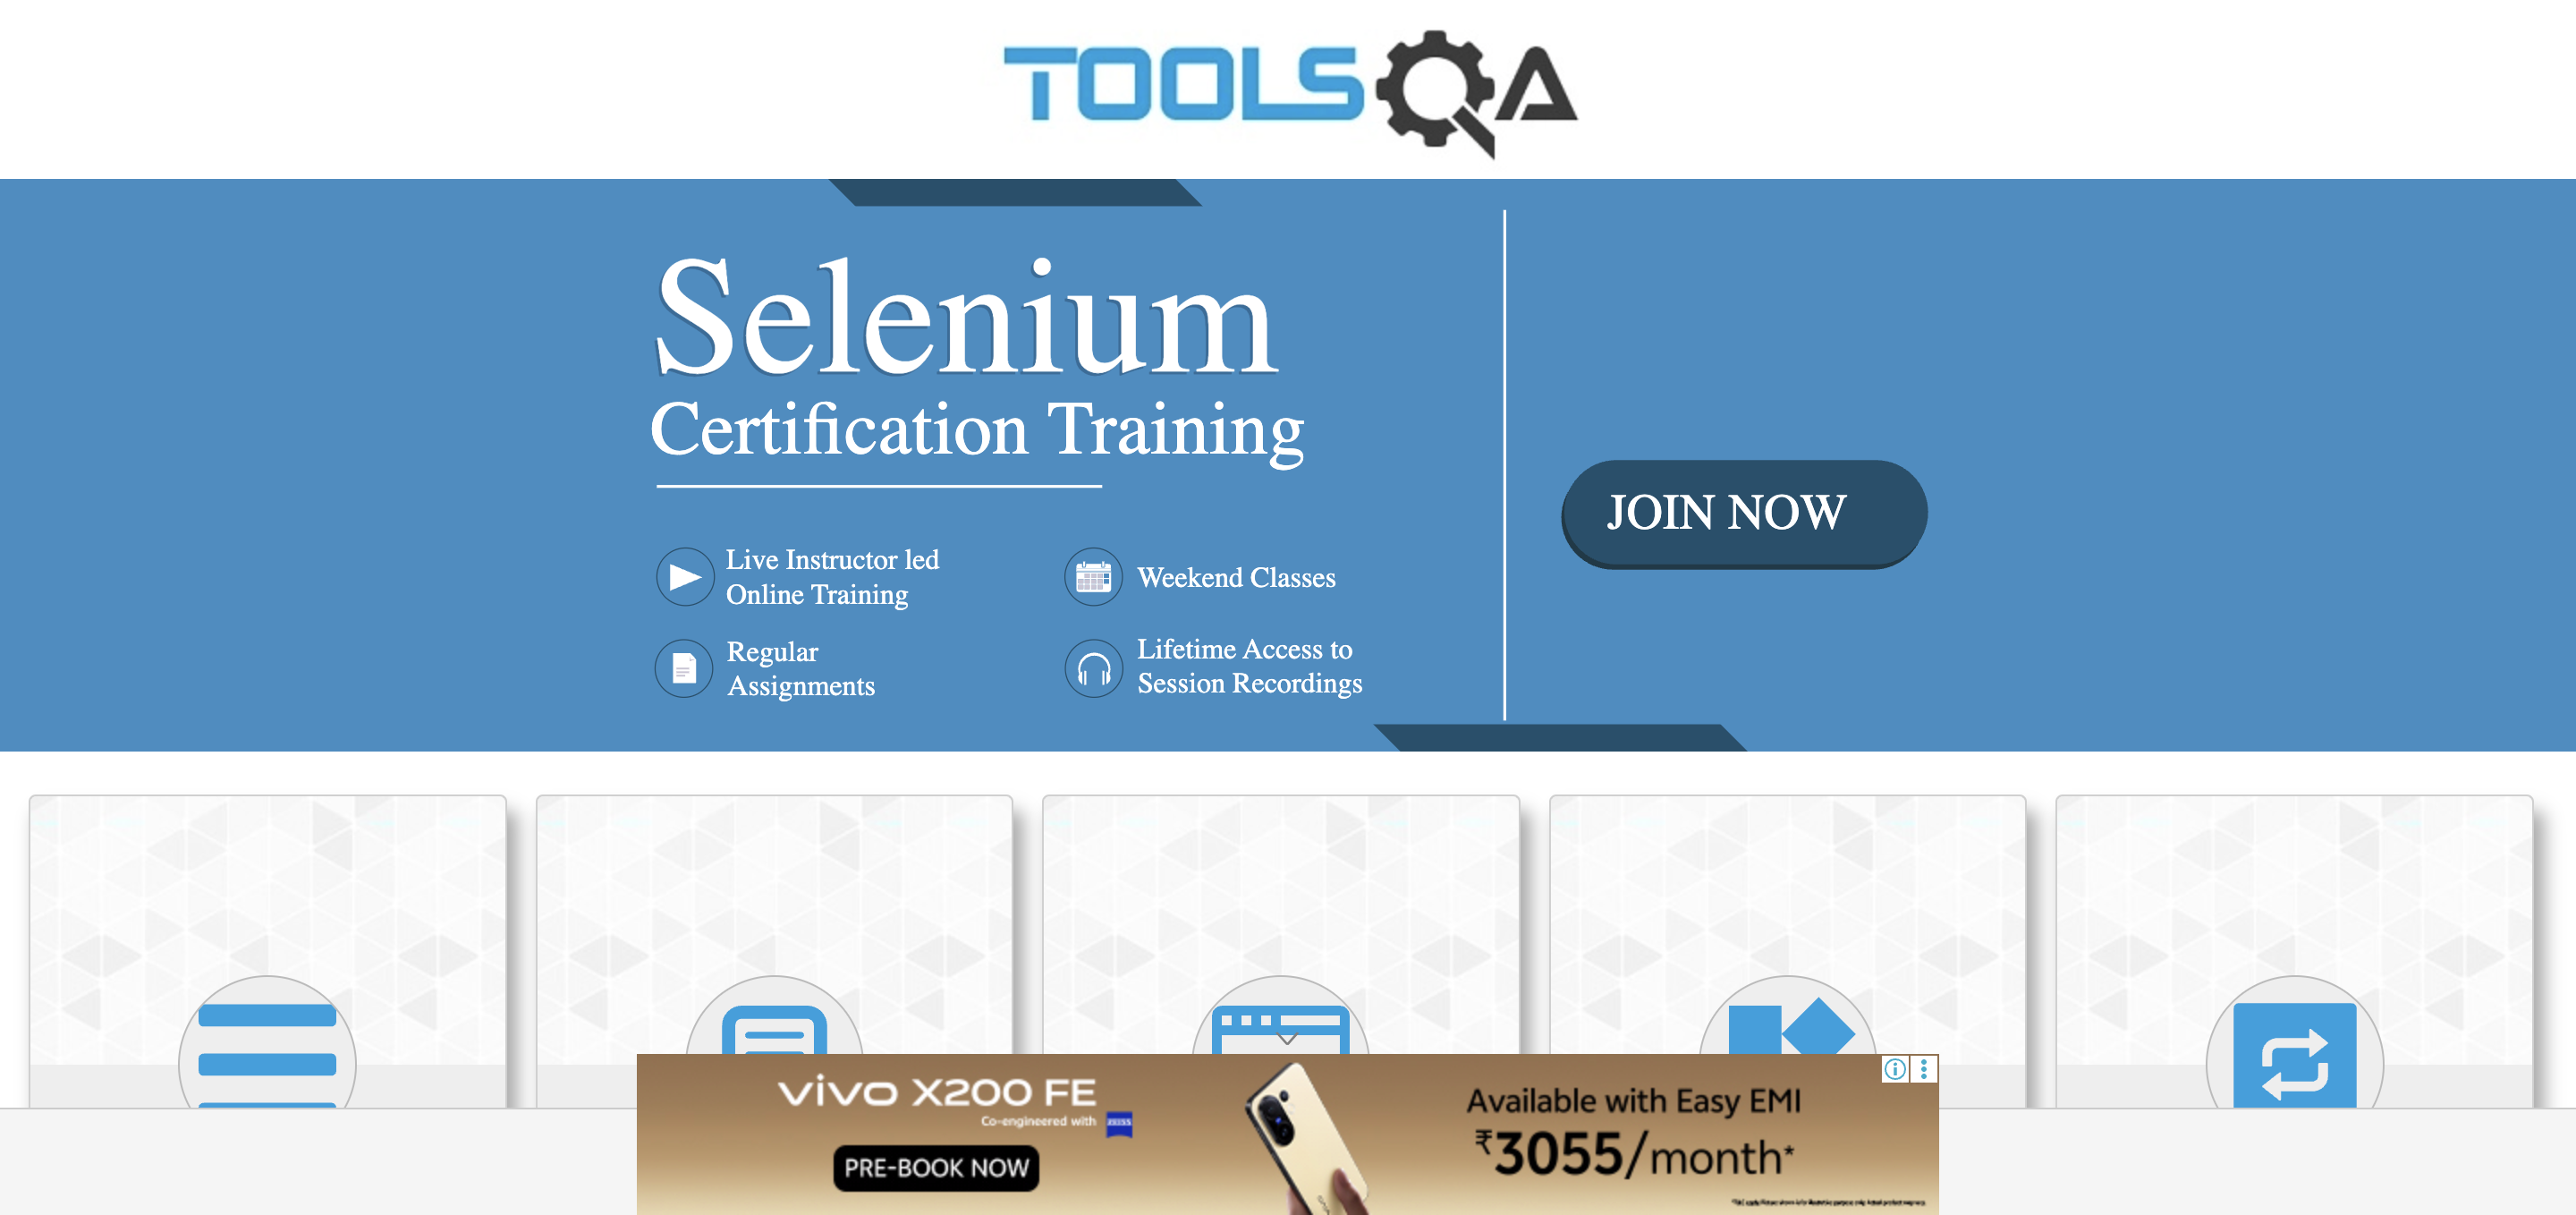 TOOLSQA
Selenium
Certification Training
Live Instructor led
Online Training
Weekend Classes
Regular
Assignments
Lifetime Access to
Session Recordings
JOIN NOW
vivo X200 FE
Co-engineered with ZEISS
PRE-BOOK NOW
Available with Easy EMI
₹3055/month*